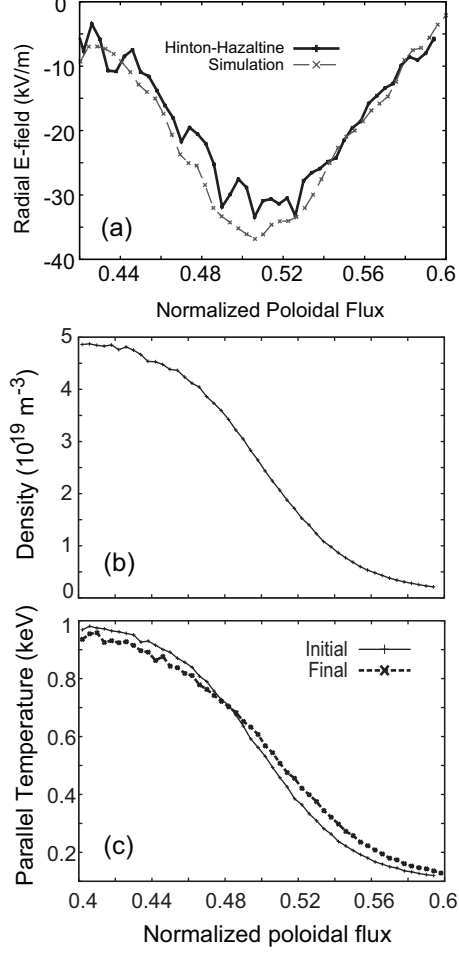 0
-10
-20
-30
-40
Radial E-field (kV/m)
Hinton-Hazaltine
Simulation
(a)
0.44 0.48 0.52 0.56 0.6
Normalized Poloidal Flux
5
4
3
2
1
0
Density (10^19 m^-3)
(b)
1
0.8
0.6
0.4
0.2
Parallel Temperature (keV)
Initial
Final
(c)
0.4 0.44 0.48 0.52 0.56 0.6
Normalized poloidal flux